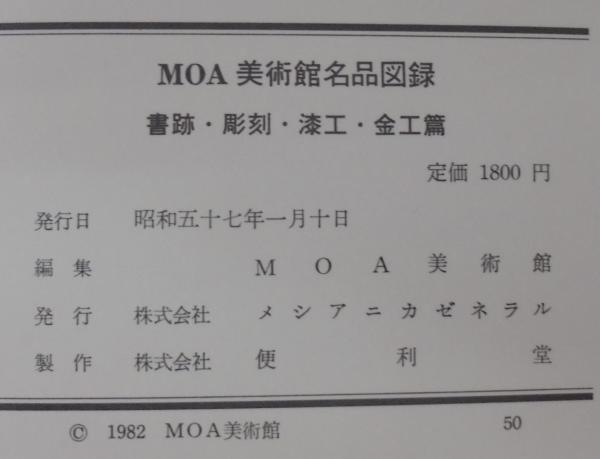 MOA 美術館名品図録
書跡・彫刻・漆工・金工篇
定価 1800 円
発行日 昭和五十七年一月十日
編集 MOA美術館
発行 株式会社 メシアニカゼネラル
製作 株式会社 便利堂
© 1982 MOA美術館 50